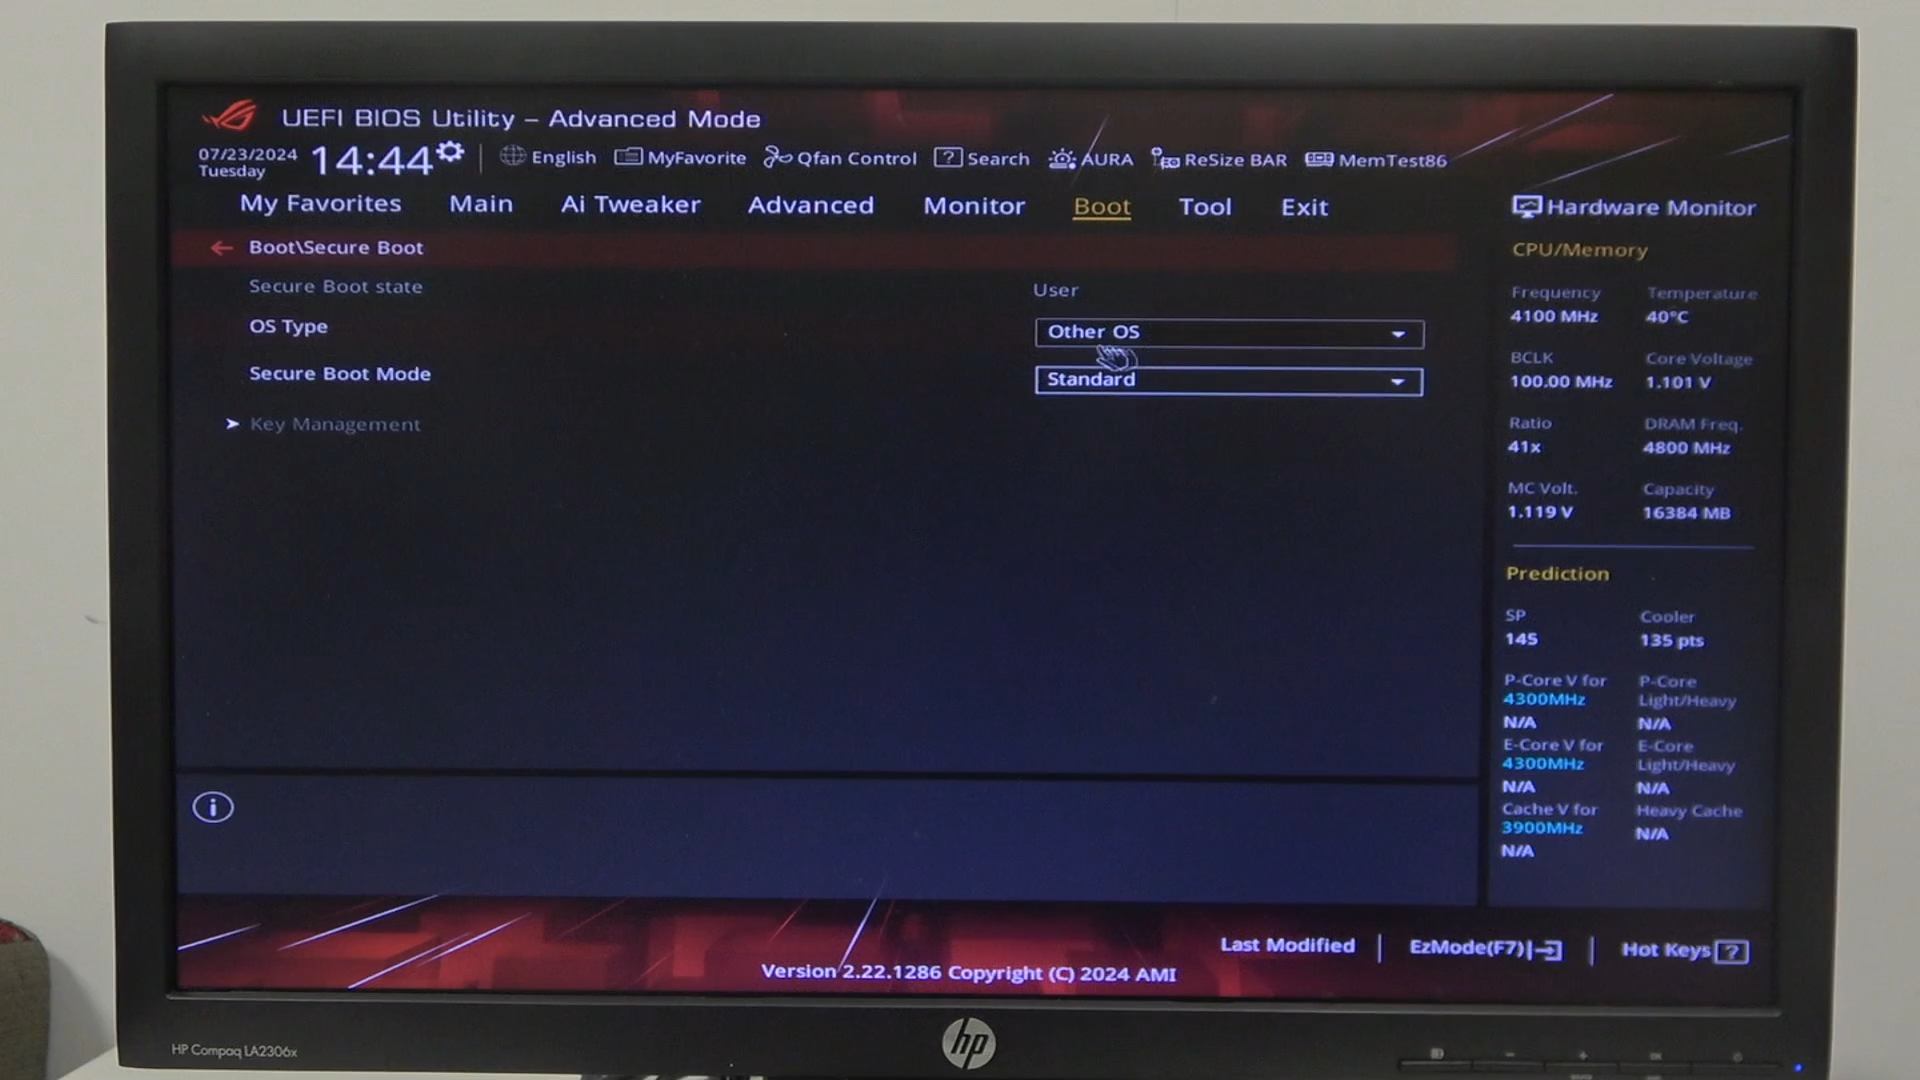 UEFI BIOS Utility – Advanced Mode
07/23/2024
Tuesday
14:44
English
MyFavorite
Qfan Control
? Search
AURA
ReSize BAR
MemTest86
My Favorites
Main
Ai Tweaker
Advanced
Monitor
Boot
Tool
Exit
Boot\Secure Boot
Secure Boot state
User
OS Type
Other OS
Secure Boot Mode
Standard
Key Management
i
Hardware Monitor
CPU/Memory
Frequency Temperature
4100 MHz 40°C
BCLK Core Voltage
100.00 MHz 1.101 V
Ratio DRAM Freq.
41x 4800 MHz
MC Volt. Capacity
1.119 V 16384 MB
Prediction
SP Cooler
145 135 pts
P-Core V for P-Core
4300MHz Light/Heavy
N/A N/A
E-Core V for E-Core
4300MHz Light/Heavy
N/A N/A
Cache V for Heavy Cache
3900MHz N/A
N/A
Last Modified
EzMode(F7)
Hot Keys ?
Version 2.22.1286 Copyright (C) 2024 AMI
HP Compaq LA2306x
hp